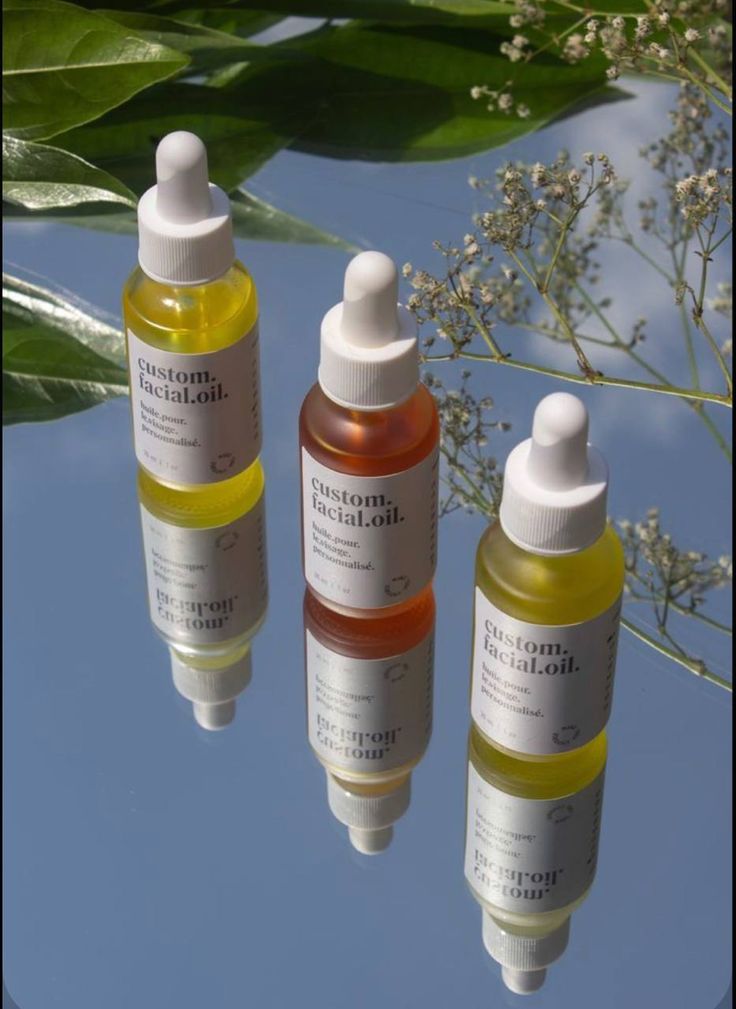 custom.
facial.oil.
huile.pour.
le.visage.
personnalisé.
custom.
facial.oil.
huile.pour.
le.visage.
personnalisé.
custom.
facial.oil.
huile.pour.
le.visage.
personnalisé.